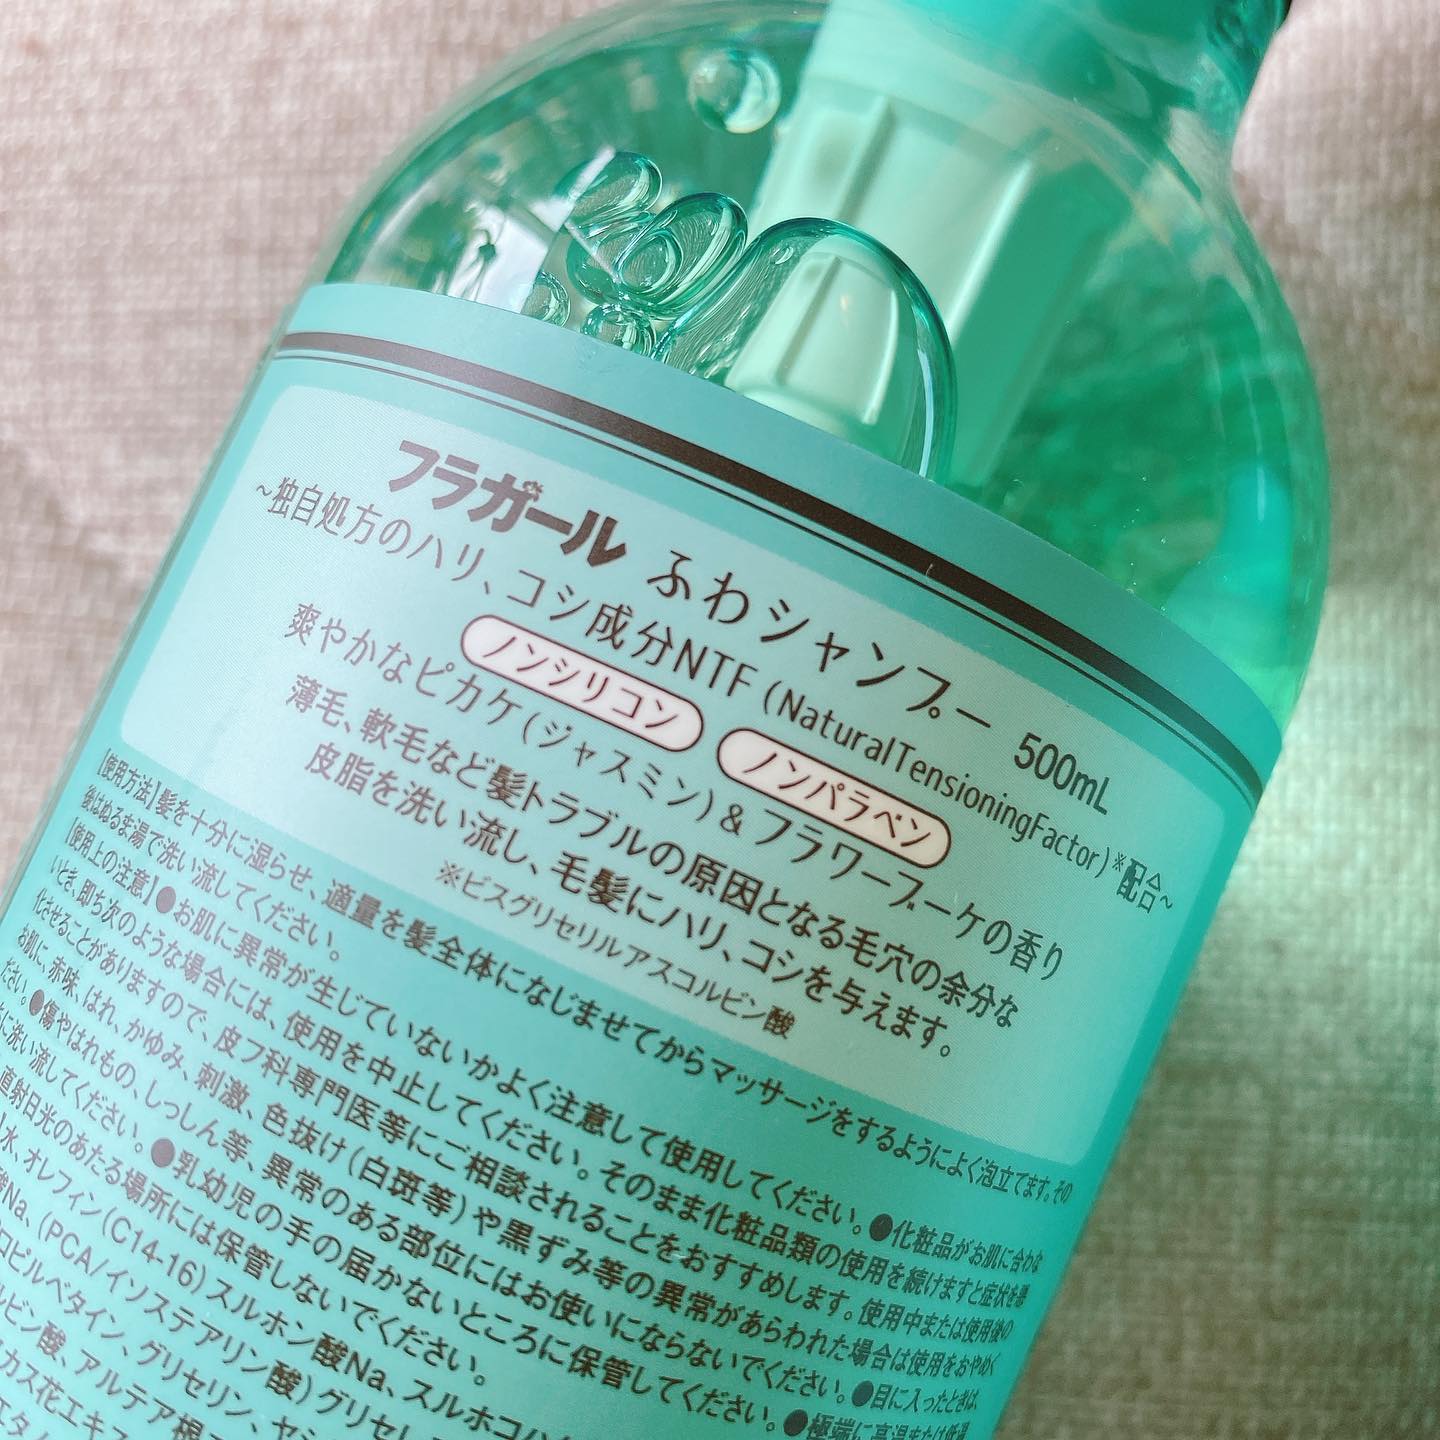 フラガール ふわシャンプー 500mL
~独自処方のハリ、コシ成分NTF(NaturalTensioningFactor)※配合~
ノンシリコン ノンパラベン
爽やかなピカケ(ジャスミン)&フラワーブーケの香り
薄毛、軟毛など髪トラブルの原因となる毛穴の余分な
皮脂を洗い流し、毛髪にハリ、コシを与えます。
※ビスグリセリルアスコルビン酸
【使用方法】髪を十分に湿らせ、適量を髪全体になじませてからマッサージをするようによく泡立てます。その
後はぬるま湯で洗い流してください。
【使用上の注意】●お肌に異常が生じていないかよく注意して使用してください。●化粧品がお肌に合わな
いとき、即ち次のような場合には、使用を中止してください。そのまま化粧品類の使用を続けますと症状を悪
化させることがありますので、皮フ科専門医等にご相談されることをおすすめします。使用中または使用後の
お肌に、赤味、はれ、かゆみ、刺激、色抜け(白斑等)や黒ずみ等の異常があらわれた場合は使用をおやめく
ださい。●傷やはれもの、しっしん等、異常のある部位にはお使いにならないでください。●目に入ったときは、
に洗い流してください。●乳幼児の手の届かないところに保管してください。●極端に高温または低温
直射日光のあたる場所には保管しないでください。
水、オレフィン(C14-16)スルホン酸Na、スルホコハ
酸Na、(PCA/イソステアリン酸)グリセレ
ロピルベタイン、グリセリン、ヤシ
ルビン酸、アルテア根エ
カス花エキス
エタノ